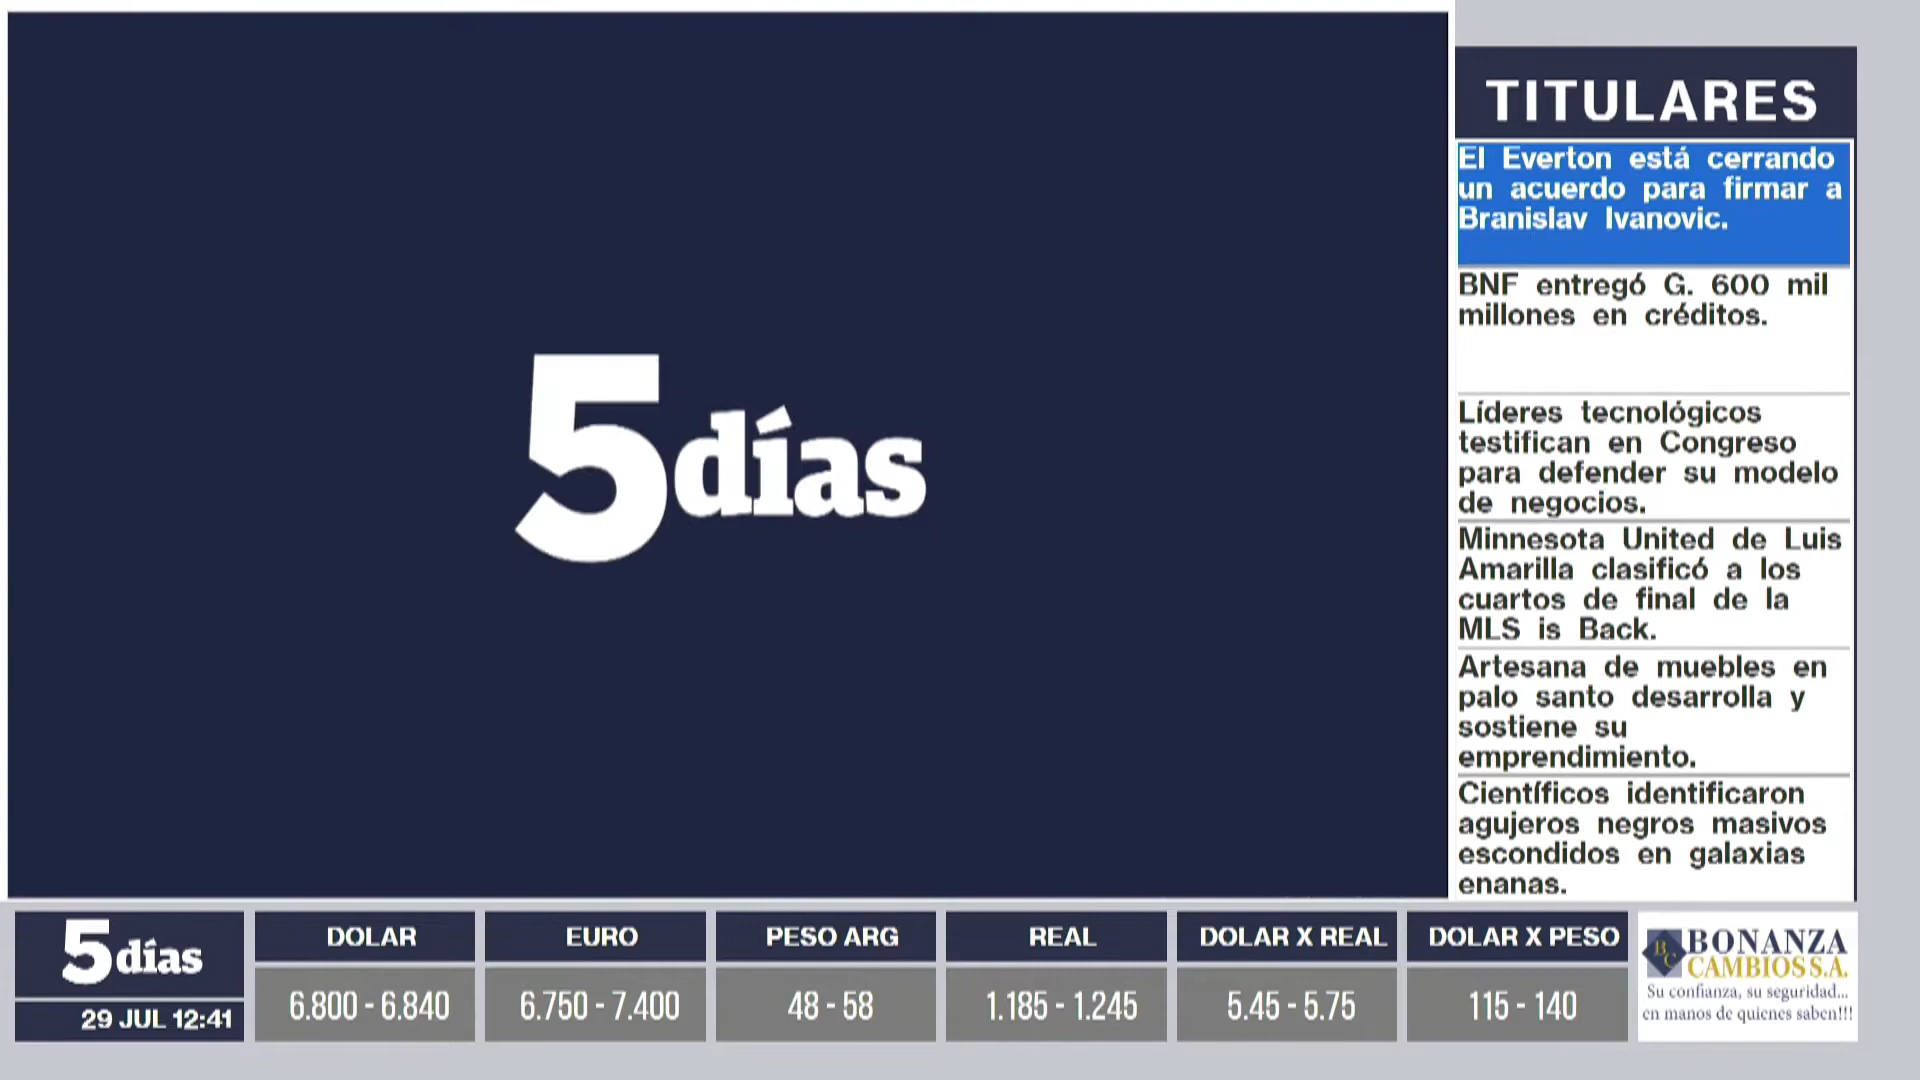 5días
TITULARES
El Everton está cerrando
un acuerdo para firmar a
Branislav Ivanovic.
BNF entregó G. 600 mil
millones en créditos.
Líderes tecnológicos
testifican en Congreso
para defender su modelo
de negocios.
Minnesota United de Luis
Amarilla clasificó a los
cuartos de final de la
MLS is Back.
Artesana de muebles en
palo santo desarrolla y
sostiene su
emprendimiento.
Científicos identificaron
agujeros negros masivos
escondidos en galaxias
enanas.
5días
29 JUL 12:41
DOLAR
6.800 - 6.840
EURO
6.750 - 7.400
PESO ARG
48 - 58
REAL
1.185 - 1.245
DOLAR X REAL
5.45 - 5.75
DOLAR X PESO
115 - 140
BC
BONANZA
CAMBIOS S.A.
Su confianza, su seguridad...
en manos de quienes saben!!!